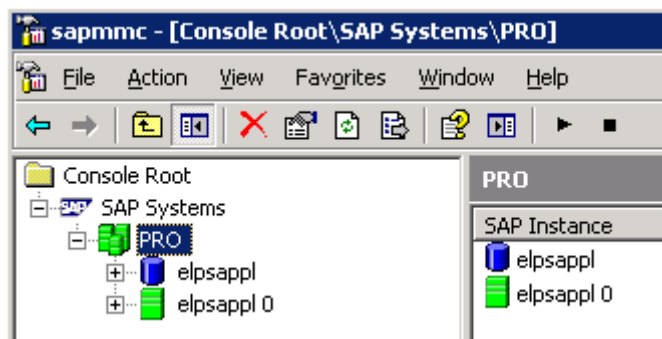 sapmmc - [Console Root\SAP Systems\PRO]
File Action View Favorites Window Help
Console Root
SAP SAP Systems
PRO
elpsappl
elpsappl 0
PRO
SAP Instance
elpsappl
elpsappl 0